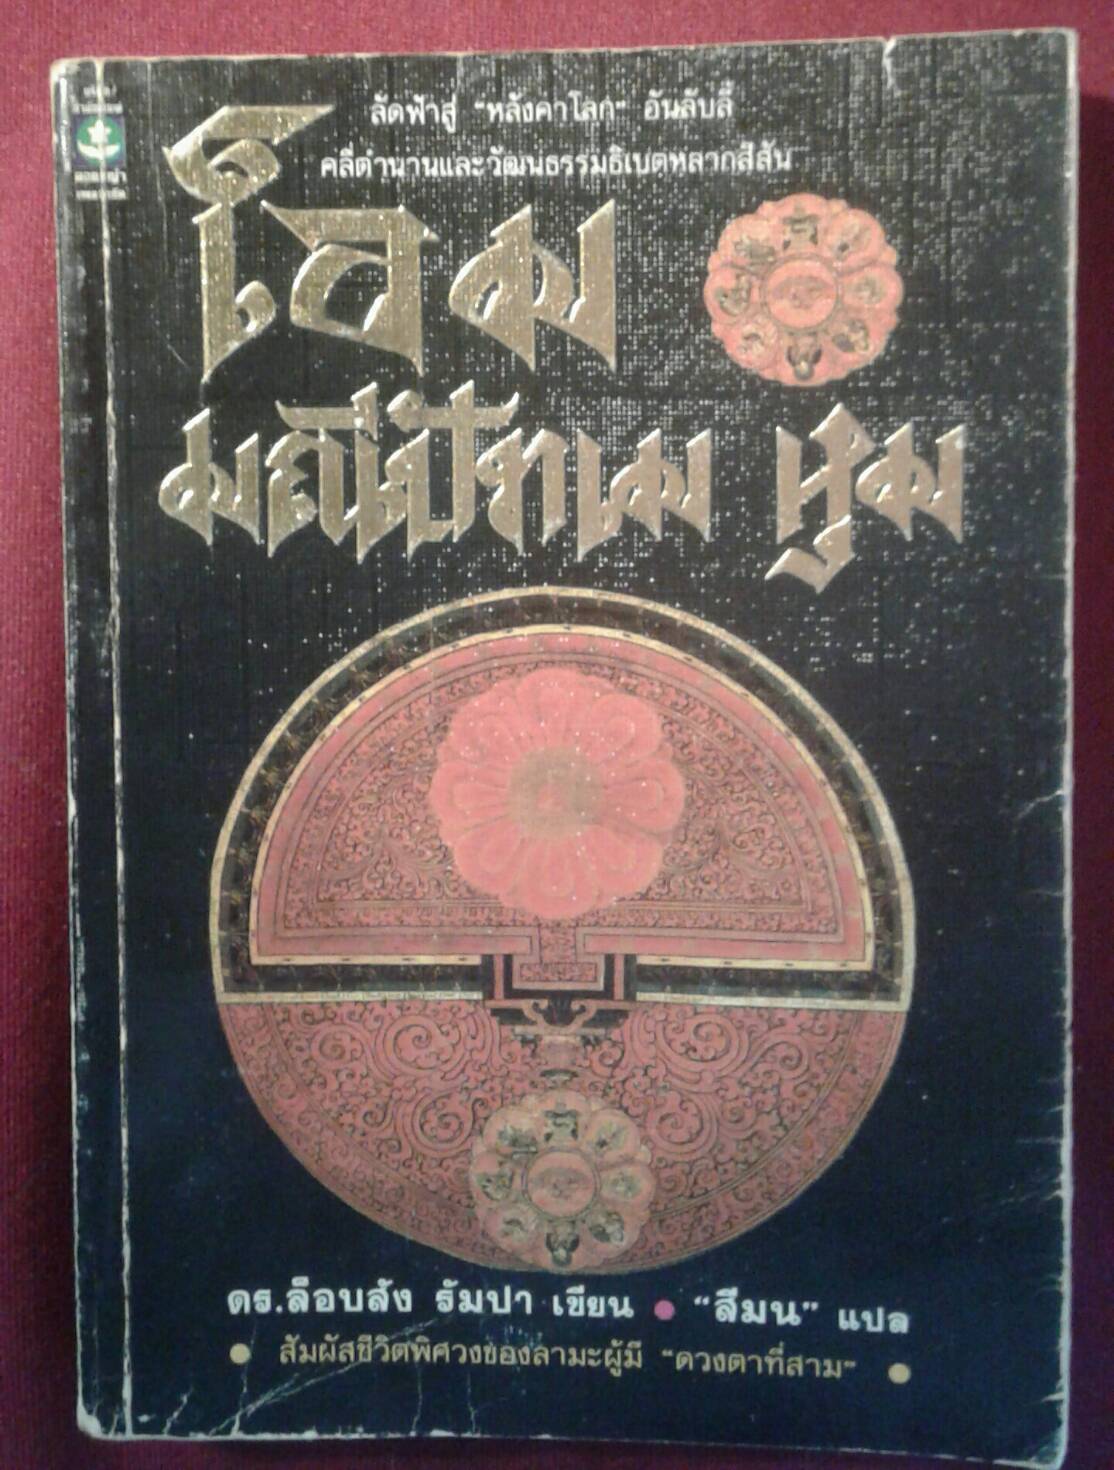 ลัดฟ้าสู่ "หลังคาโลก" อันลับลี้
คลี่ตำนานและวัฒนธรรมธิเบตหลากสีสัน
โอม
มณีปัทเม หูม
ดร.ล็อบสัง รัมปา เขียน • "สีมน" แปล
• สัมผัสชีวิตพิศวงของลามะผู้มี "ดวงตาที่สาม" •